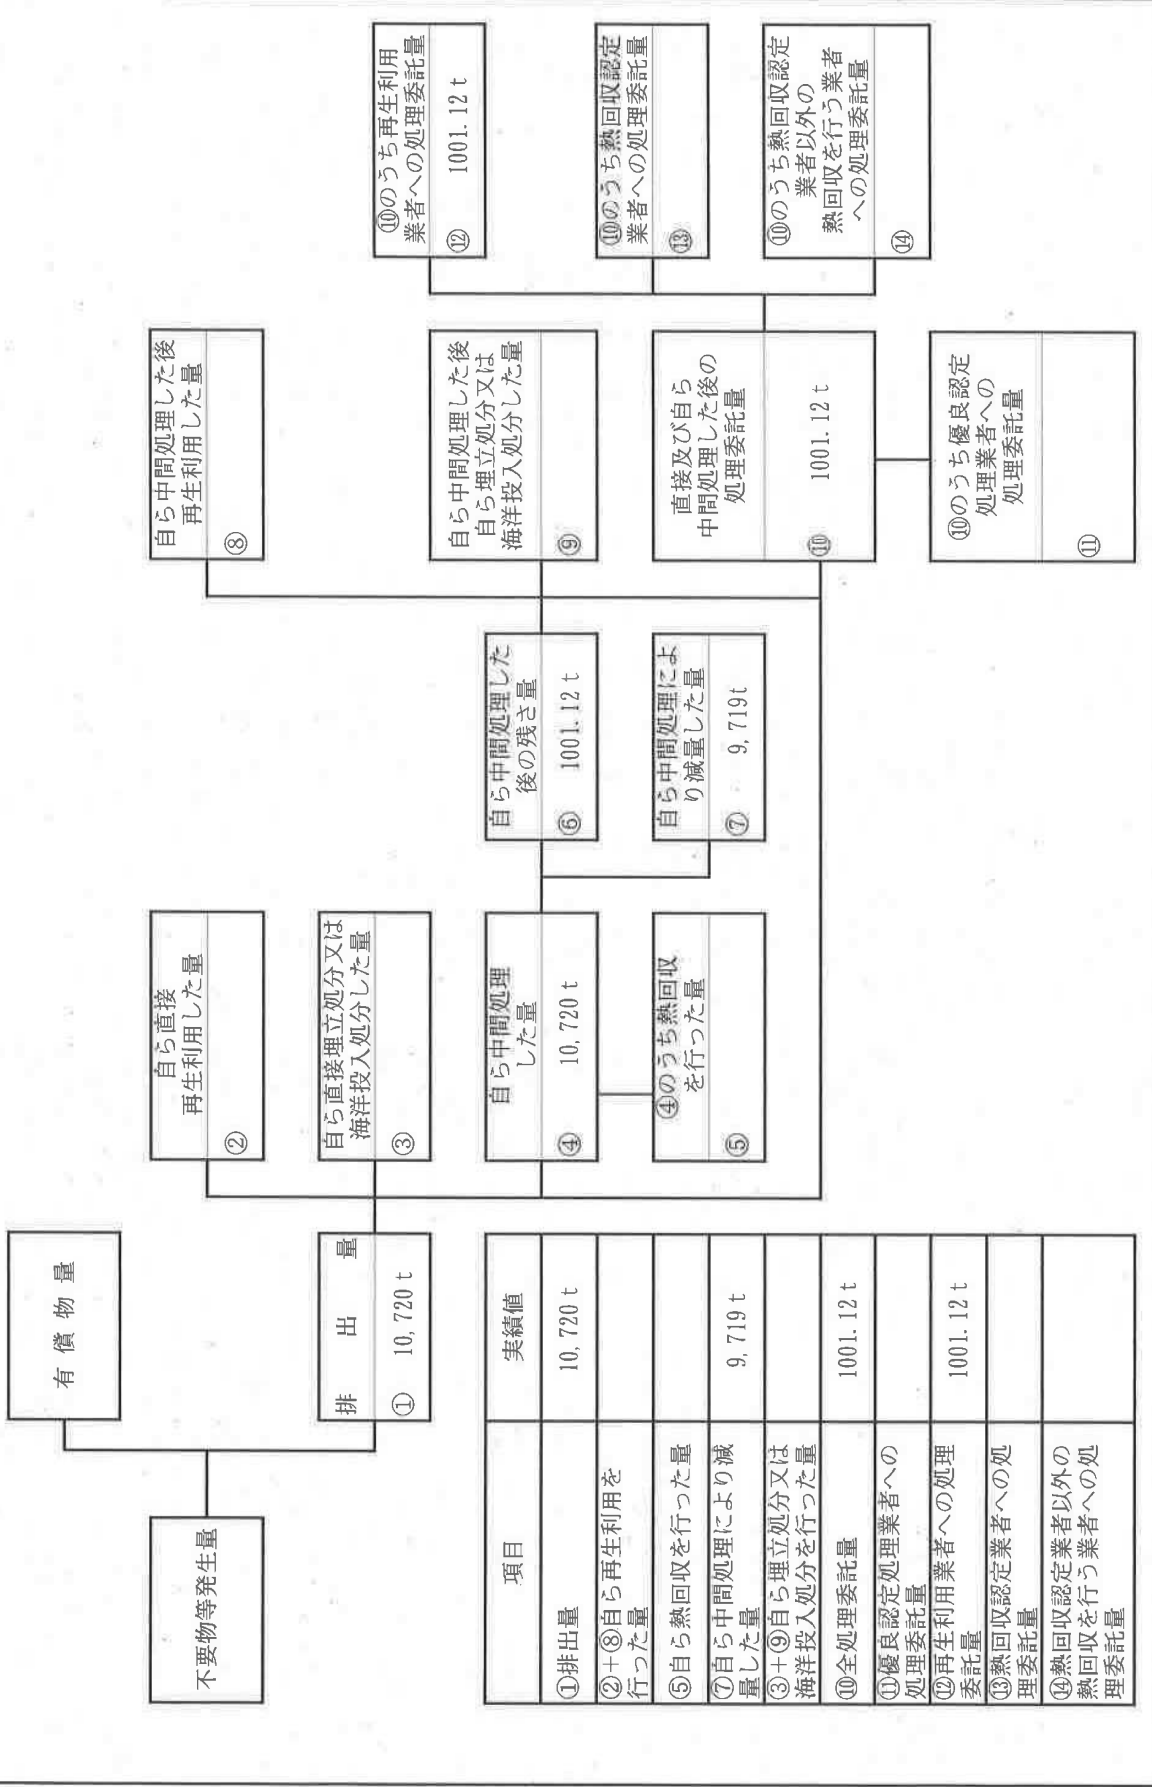 不要物等発生量
有償物量
排出量
① 10,720 t
自ら直接
再生利用した量
②
自ら直接埋立処分又は
海洋投入処分した量
③
自ら中間処理
した量
④ 10,720 t
④のうち熱回収
を行った量
⑤
自ら中間処理した
後の残さ量
⑥ 1001.12 t
自ら中間処理によ
り減量した量
⑦ 9,719t
自ら中間処理した後
再生利用した量
⑧
自ら中間処理した後
自ら埋立処分又は
海洋投入処分した量
⑨
直接及び自ら
中間処理した後の
処理委託量
⑩ 1001.12 t
⑩のうち優良認定
処理業者への
処理委託量
⑪
⑩のうち再生利用
業者への処理委託量
⑫ 1001.12 t
⑩のうち熱回収認定
業者への処理委託量
⑬
⑩のうち熱回収認定
業者以外の
熱回収を行う業者
への処理委託量
⑭
項目 実績値
①排出量 10,720 t
②+⑧自ら再生利用を
行った量
⑤自ら熱回収を行った量
⑦自ら中間処理により減
量した量 9,719 t
③+⑨自ら埋立処分又は
海洋投入処分を行った量
⑩全処理委託量 1001.12 t
⑪優良認定処理業者への
処理委託量
⑫再生利用業者への処理
委託量 1001.12 t
⑬熱回収認定業者への処
理委託量
⑭熱回収認定業者以外の
熱回収を行う業者への処
理委託量